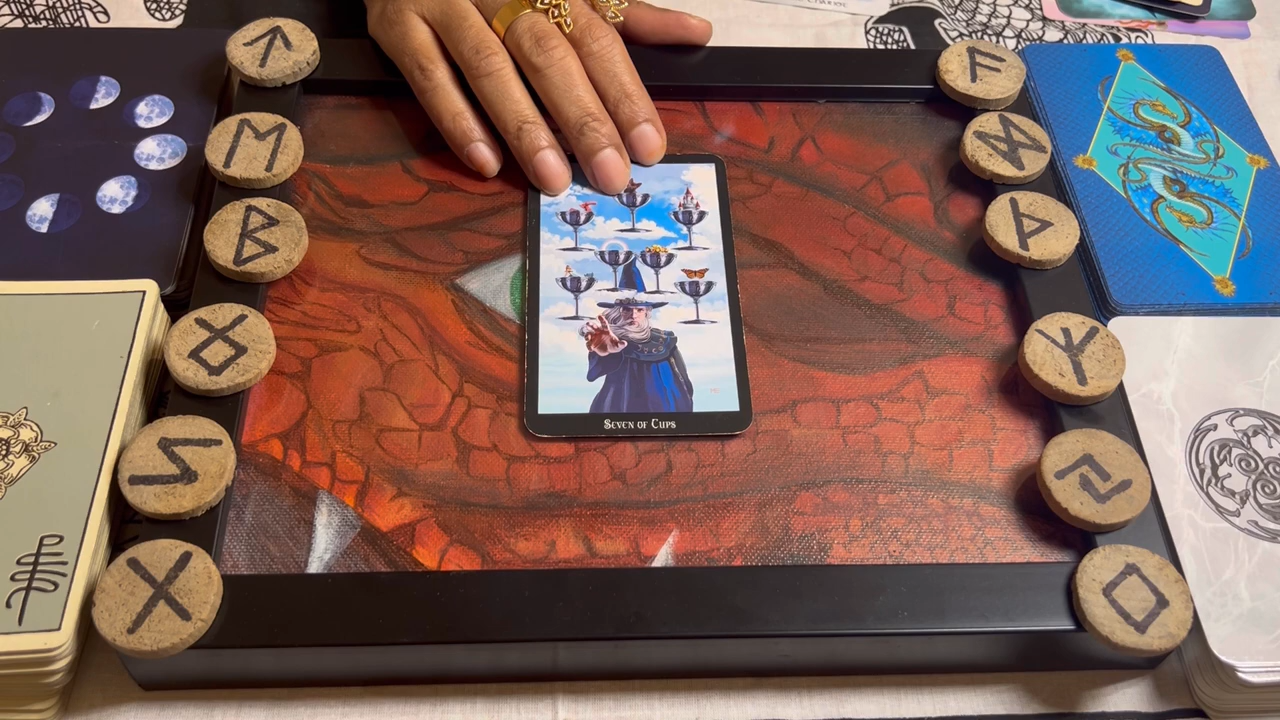 ᛏ
ᚨ
ᛖ
ᛞ
ᛒ
ᚦ
ᛟ
ᛉ
ᛊ
ᛃ
ᚷ
ᛜ
SEVEN OF CUPS